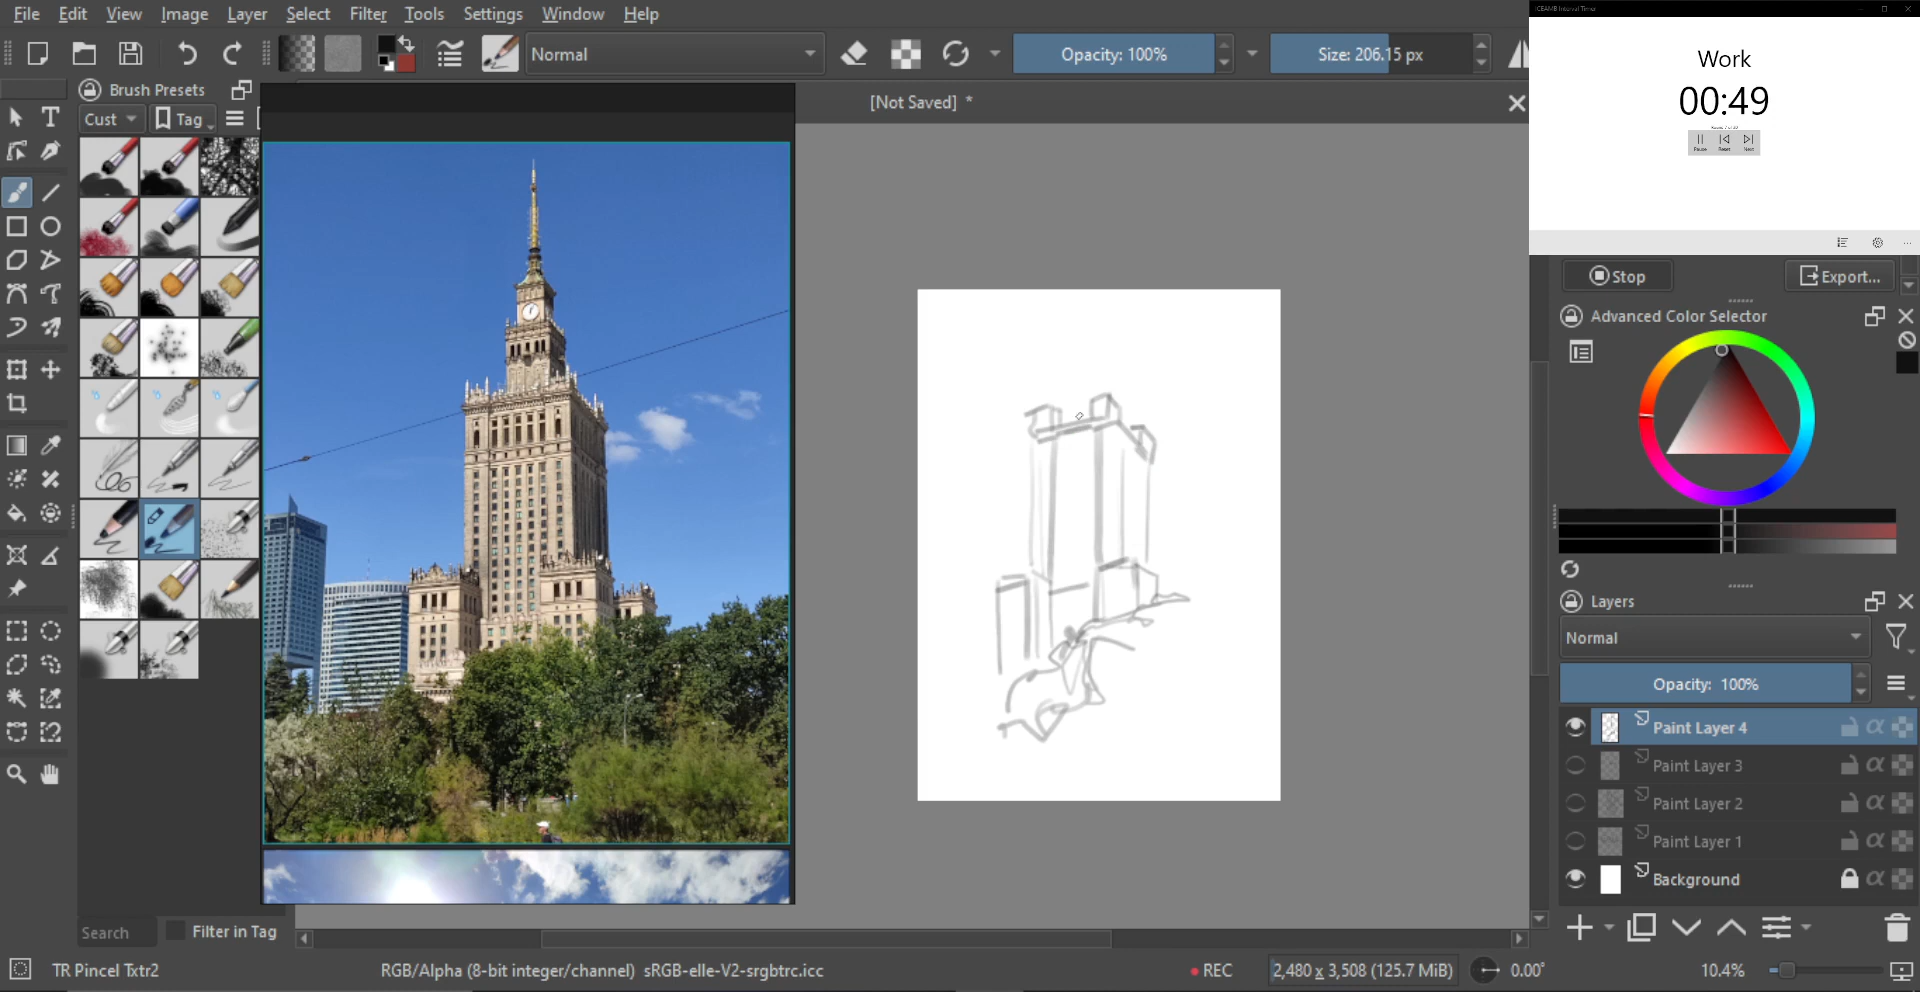 File Edit View Image Layer Select Filter Tools Settings Window Help
Normal
Opacity: 100%
Size: 206.15 px
Brush Presets
Cust
Tag
[Not Saved] *
Work
00:49
Pause Reset Next
Stop
Export...
Advanced Color Selector
Layers
Normal
Opacity: 100%
Paint Layer 4
Paint Layer 3
Paint Layer 2
Paint Layer 1
Background
Search
Filter in Tag
TR Pincel Txtr2
RGB/Alpha (8-bit integer/channel) sRGB-elle-V2-srgbtrc.icc
REC
2,480 x 3,508 (125.7 MiB)
0.00°
10.4%